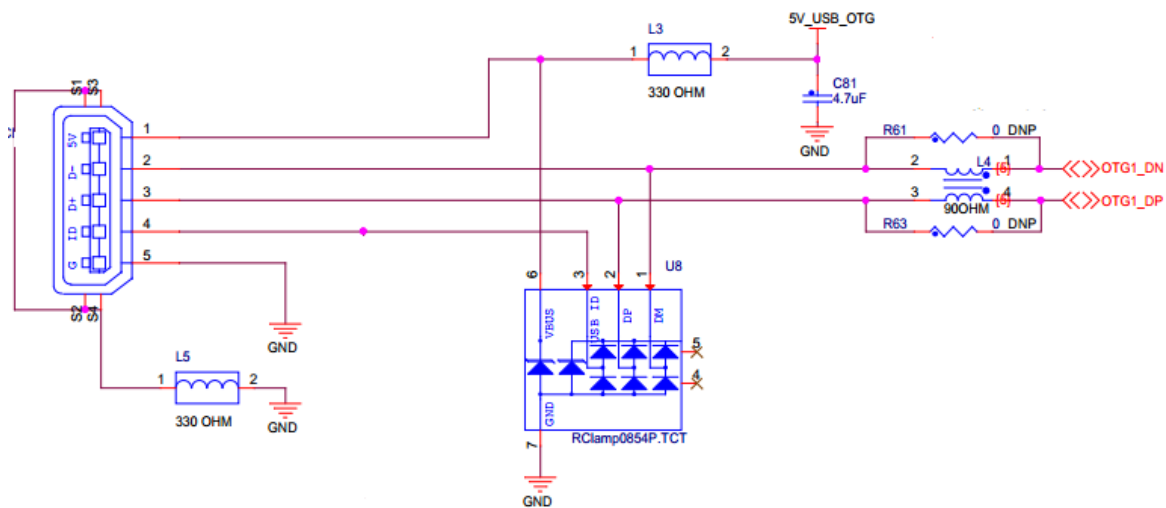 5V_USB_OTG
L3
1 2
330 OHM
C81
4.7uF
GND
S1 S3
5V
D-
D+
ID
G
1
2
3
4
5
S2 S4
R61 0 DNP
2 L4 1 {5}
OTG1_DN
3 4 {5}
90OHM
OTG1_DP
R63 0 DNP
GND
L5
1 2
330 OHM
GND
U8
6 3 2 1
VBUS
USB ID
DP
DM
5
4
GND
7
RClamp0854P.TCT
GND